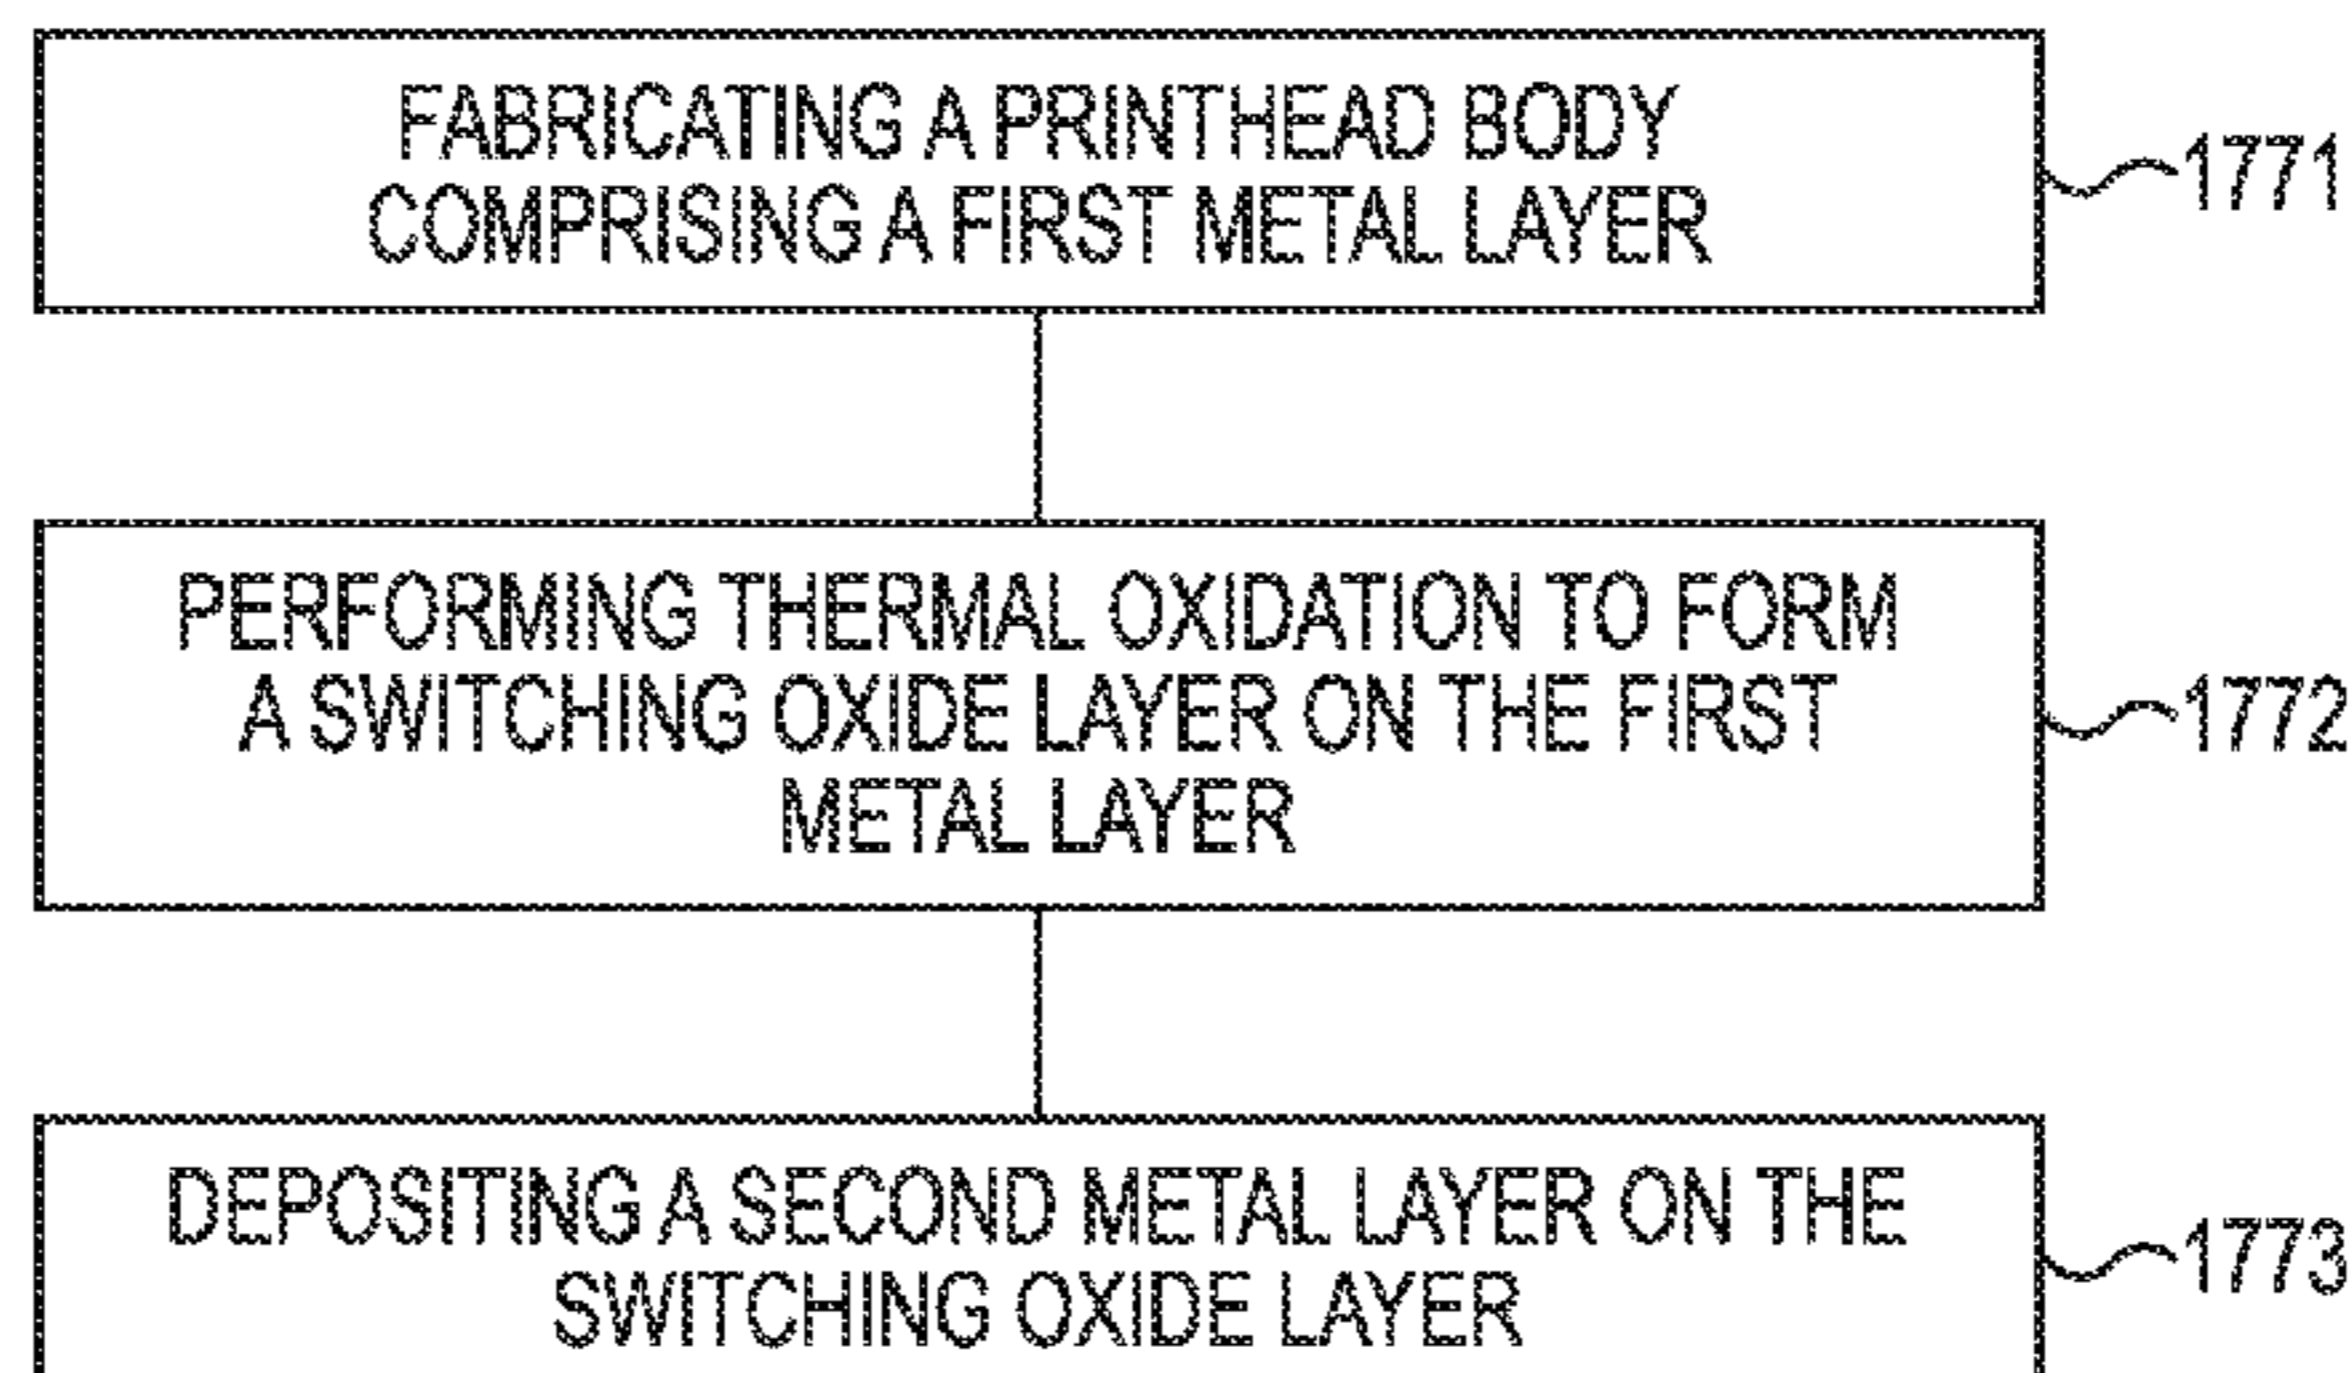 FABRICATING A PRINTHEAD BODY
COMPRISING A FIRST METAL LAYER
1771
PERFORMING THERMAL OXIDATION TO FORM
A SWITCHING OXIDE LAYER ON THE FIRST
METAL LAYER
1772
DEPOSITING A SECOND METAL LAYER ON THE
SWITCHING OXIDE LAYER
1773